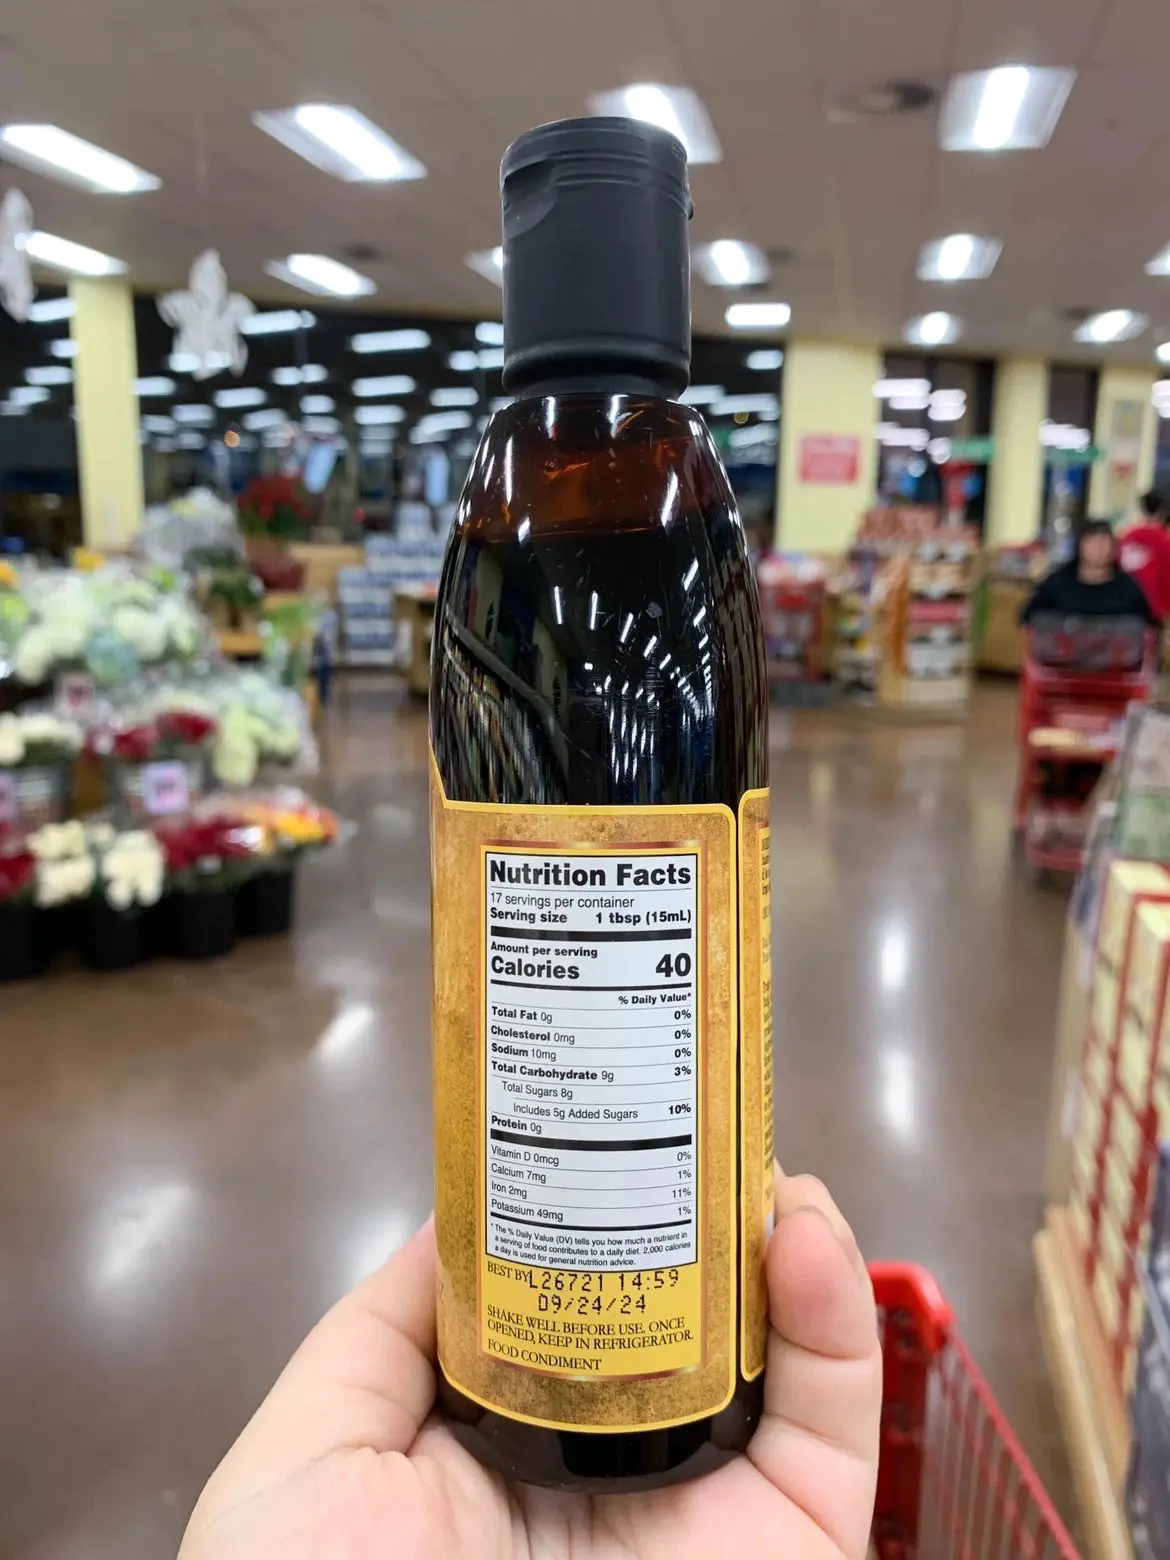 Nutrition Facts
17 servings per container
Serving size 1 tbsp (15mL)
Amount per serving
Calories 40
% Daily Value*
Total Fat 0g 0%
Cholesterol 0mg 0%
Sodium 10mg 0%
Total Carbohydrate 9g 3%
Total Sugars 8g
Includes 5g Added Sugars 10%
Protein 0g
Vitamin D 0mcg 0%
Calcium 7mg 1%
Iron 2mg 11%
Potassium 49mg 1%
* The % Daily Value (DV) tells you how much a nutrient in
a serving of food contributes to a daily diet. 2,000 calories
a day is used for general nutrition advice.
BEST BY L26721 14:59
09/24/24
SHAKE WELL BEFORE USE, ONCE
OPENED, KEEP IN REFRIGERATOR.
FOOD CONDIMENT